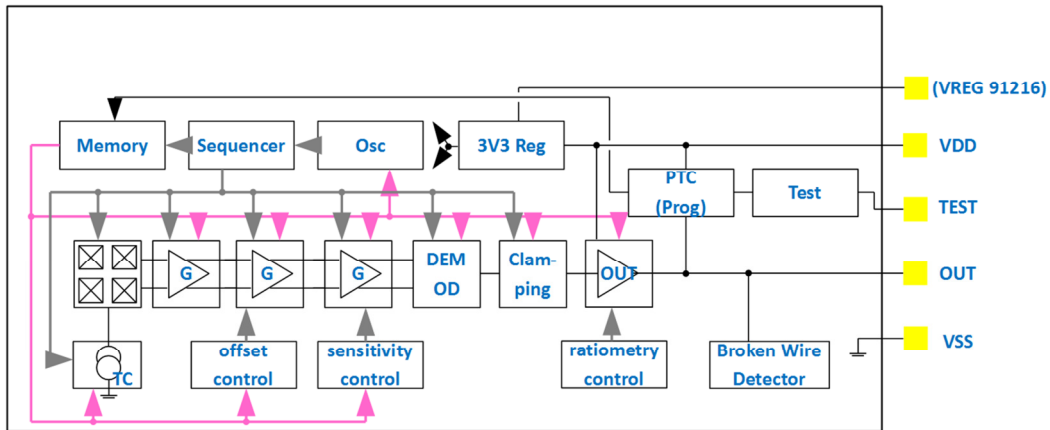 (VREG 91216)
Memory
Sequencer
Osc
3V3 Reg
VDD
PTC
(Prog)
Test
TEST
G
G
G
DEM
OD
Clam-
ping
OUT
OUT
VSS
TC
offset
control
sensitivity
control
ratiometry
control
Broken Wire
Detector